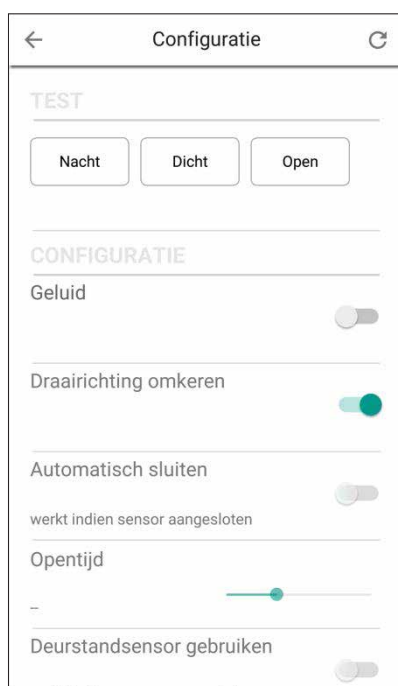 Configuratie
TEST
Nacht Dicht Open
CONFIGURATIE
Geluid
Draairichting omkeren
Automatisch sluiten
werkt indien sensor aangesloten
Opentijd
–
Deurstandsensor gebruiken